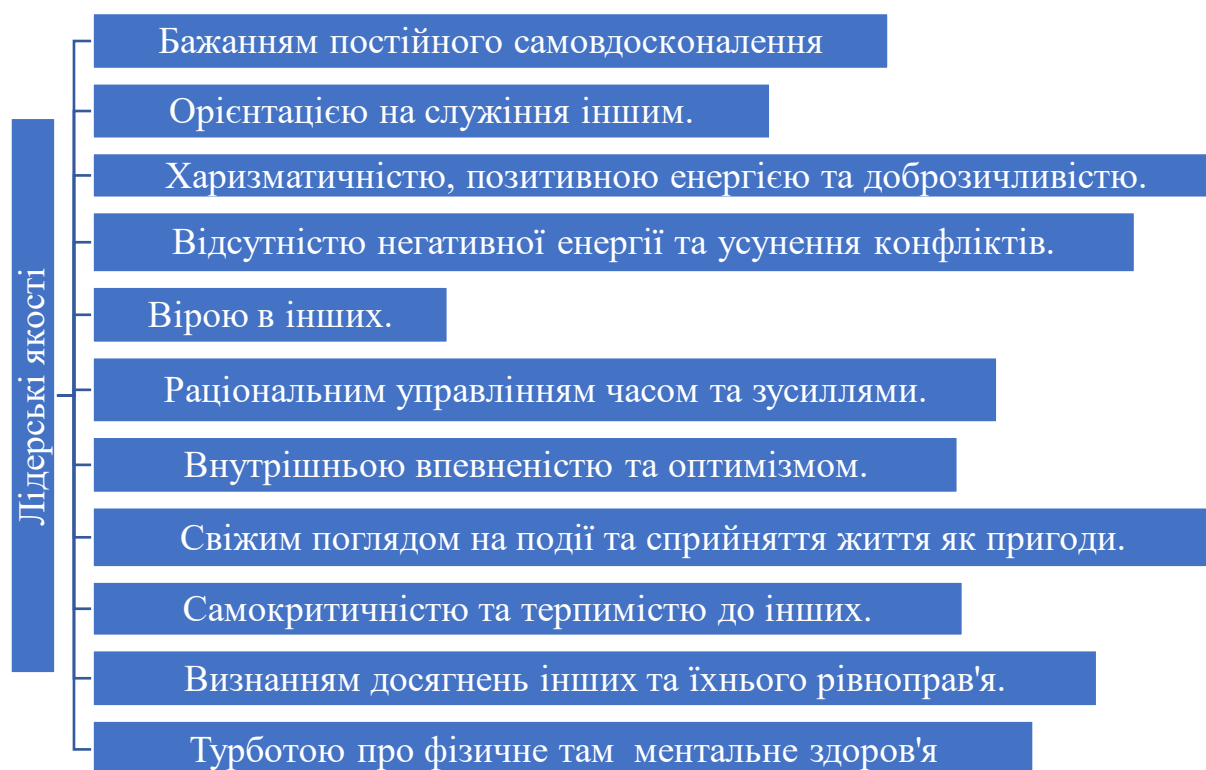 Лідерські якості
Бажанням постійного самовдосконалення
Орієнтацією на служіння іншим.
Харизматичністю, позитивною енергією та доброзичливістю.
Відсутністю негативної енергії та усунення конфліктів.
Вірою в інших.
Раціональним управлінням часом та зусиллями.
Внутрішньою впевненістю та оптимізмом.
Свіжим поглядом на події та сприйняття життя як пригоди.
Самокритичністю та терпимістю до інших.
Визнанням досягнень інших та їхнього рівноправ'я.
Турботою про фізичне там  ментальне здоров'я